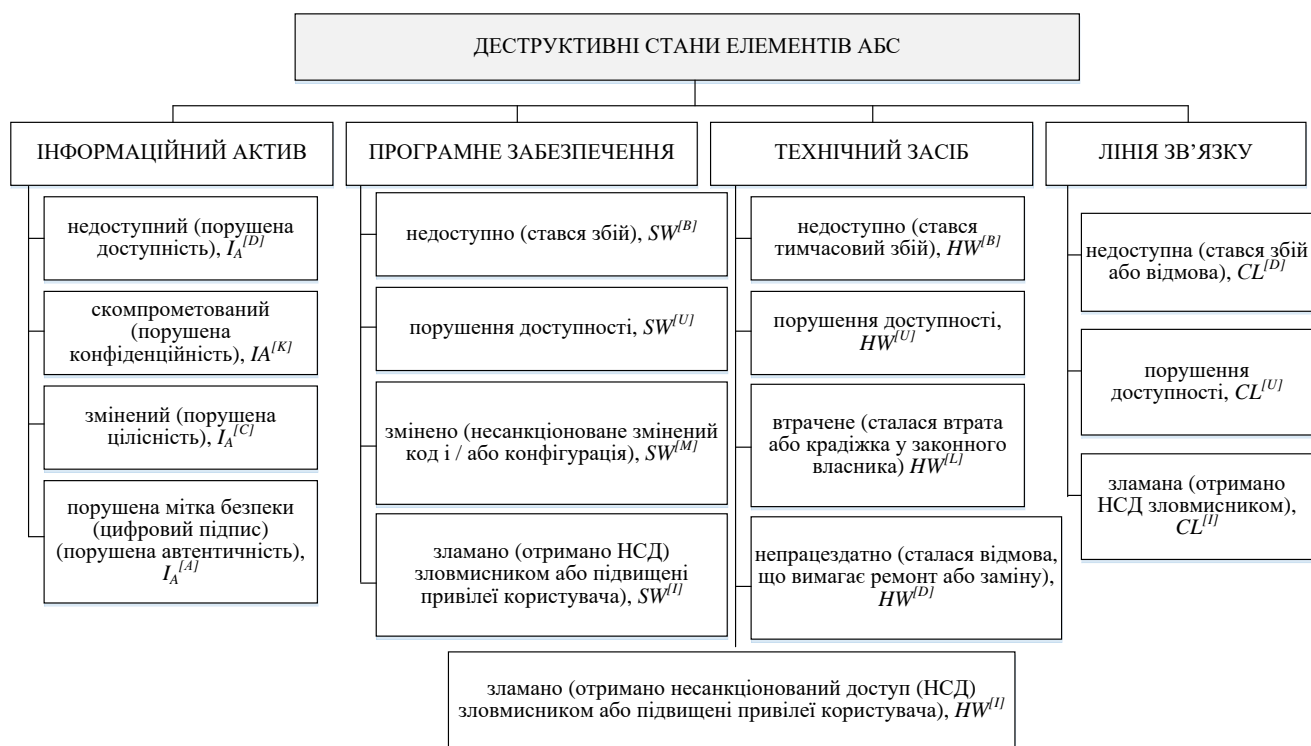 ДЕСТРУКТИВНІ СТАНИ ЕЛЕМЕНТІВ АБС
ІНФОРМАЦІЙНИЙ АКТИВ
недоступний (порушена
доступність), I_A^[D]
скомпрометований
(порушена
конфіденційність), IA^[K]
змінений (порушена
цілісність), I_A^[C]
порушена мітка безпеки
(цифровий підпис)
(порушена автентичність),
I_A^[A]
ПРОГРАМНЕ ЗАБЕЗПЕЧЕННЯ
недоступно (стався збій), SW^[B]
порушення доступності, SW^[U]
змінено (несанкціоноване змінений
код і / або конфігурація), SW^[M]
зламано (отримано НСД)
зловмисником або підвищені
привілеї користувача), SW^[I]
ТЕХНІЧНИЙ ЗАСІБ
недоступно (стався
тимчасовий збій), HW^[B]
порушення доступності,
HW^[U]
втрачене (сталася втрата
або крадіжка у законного
власника) HW^[L]
непрацездатно (сталася відмова,
що вимагає ремонт або заміну),
HW^[D]
зламано (отримано несанкціонований доступ (НСД)
зловмисником або підвищені привілеї користувача), HW^[I]
ЛІНІЯ ЗВ’ЯЗКУ
недоступна (стався збій
або відмова), CL^[D]
порушення
доступності, CL^[U]
зламана (отримано
НСД зловмисником),
CL^[I]